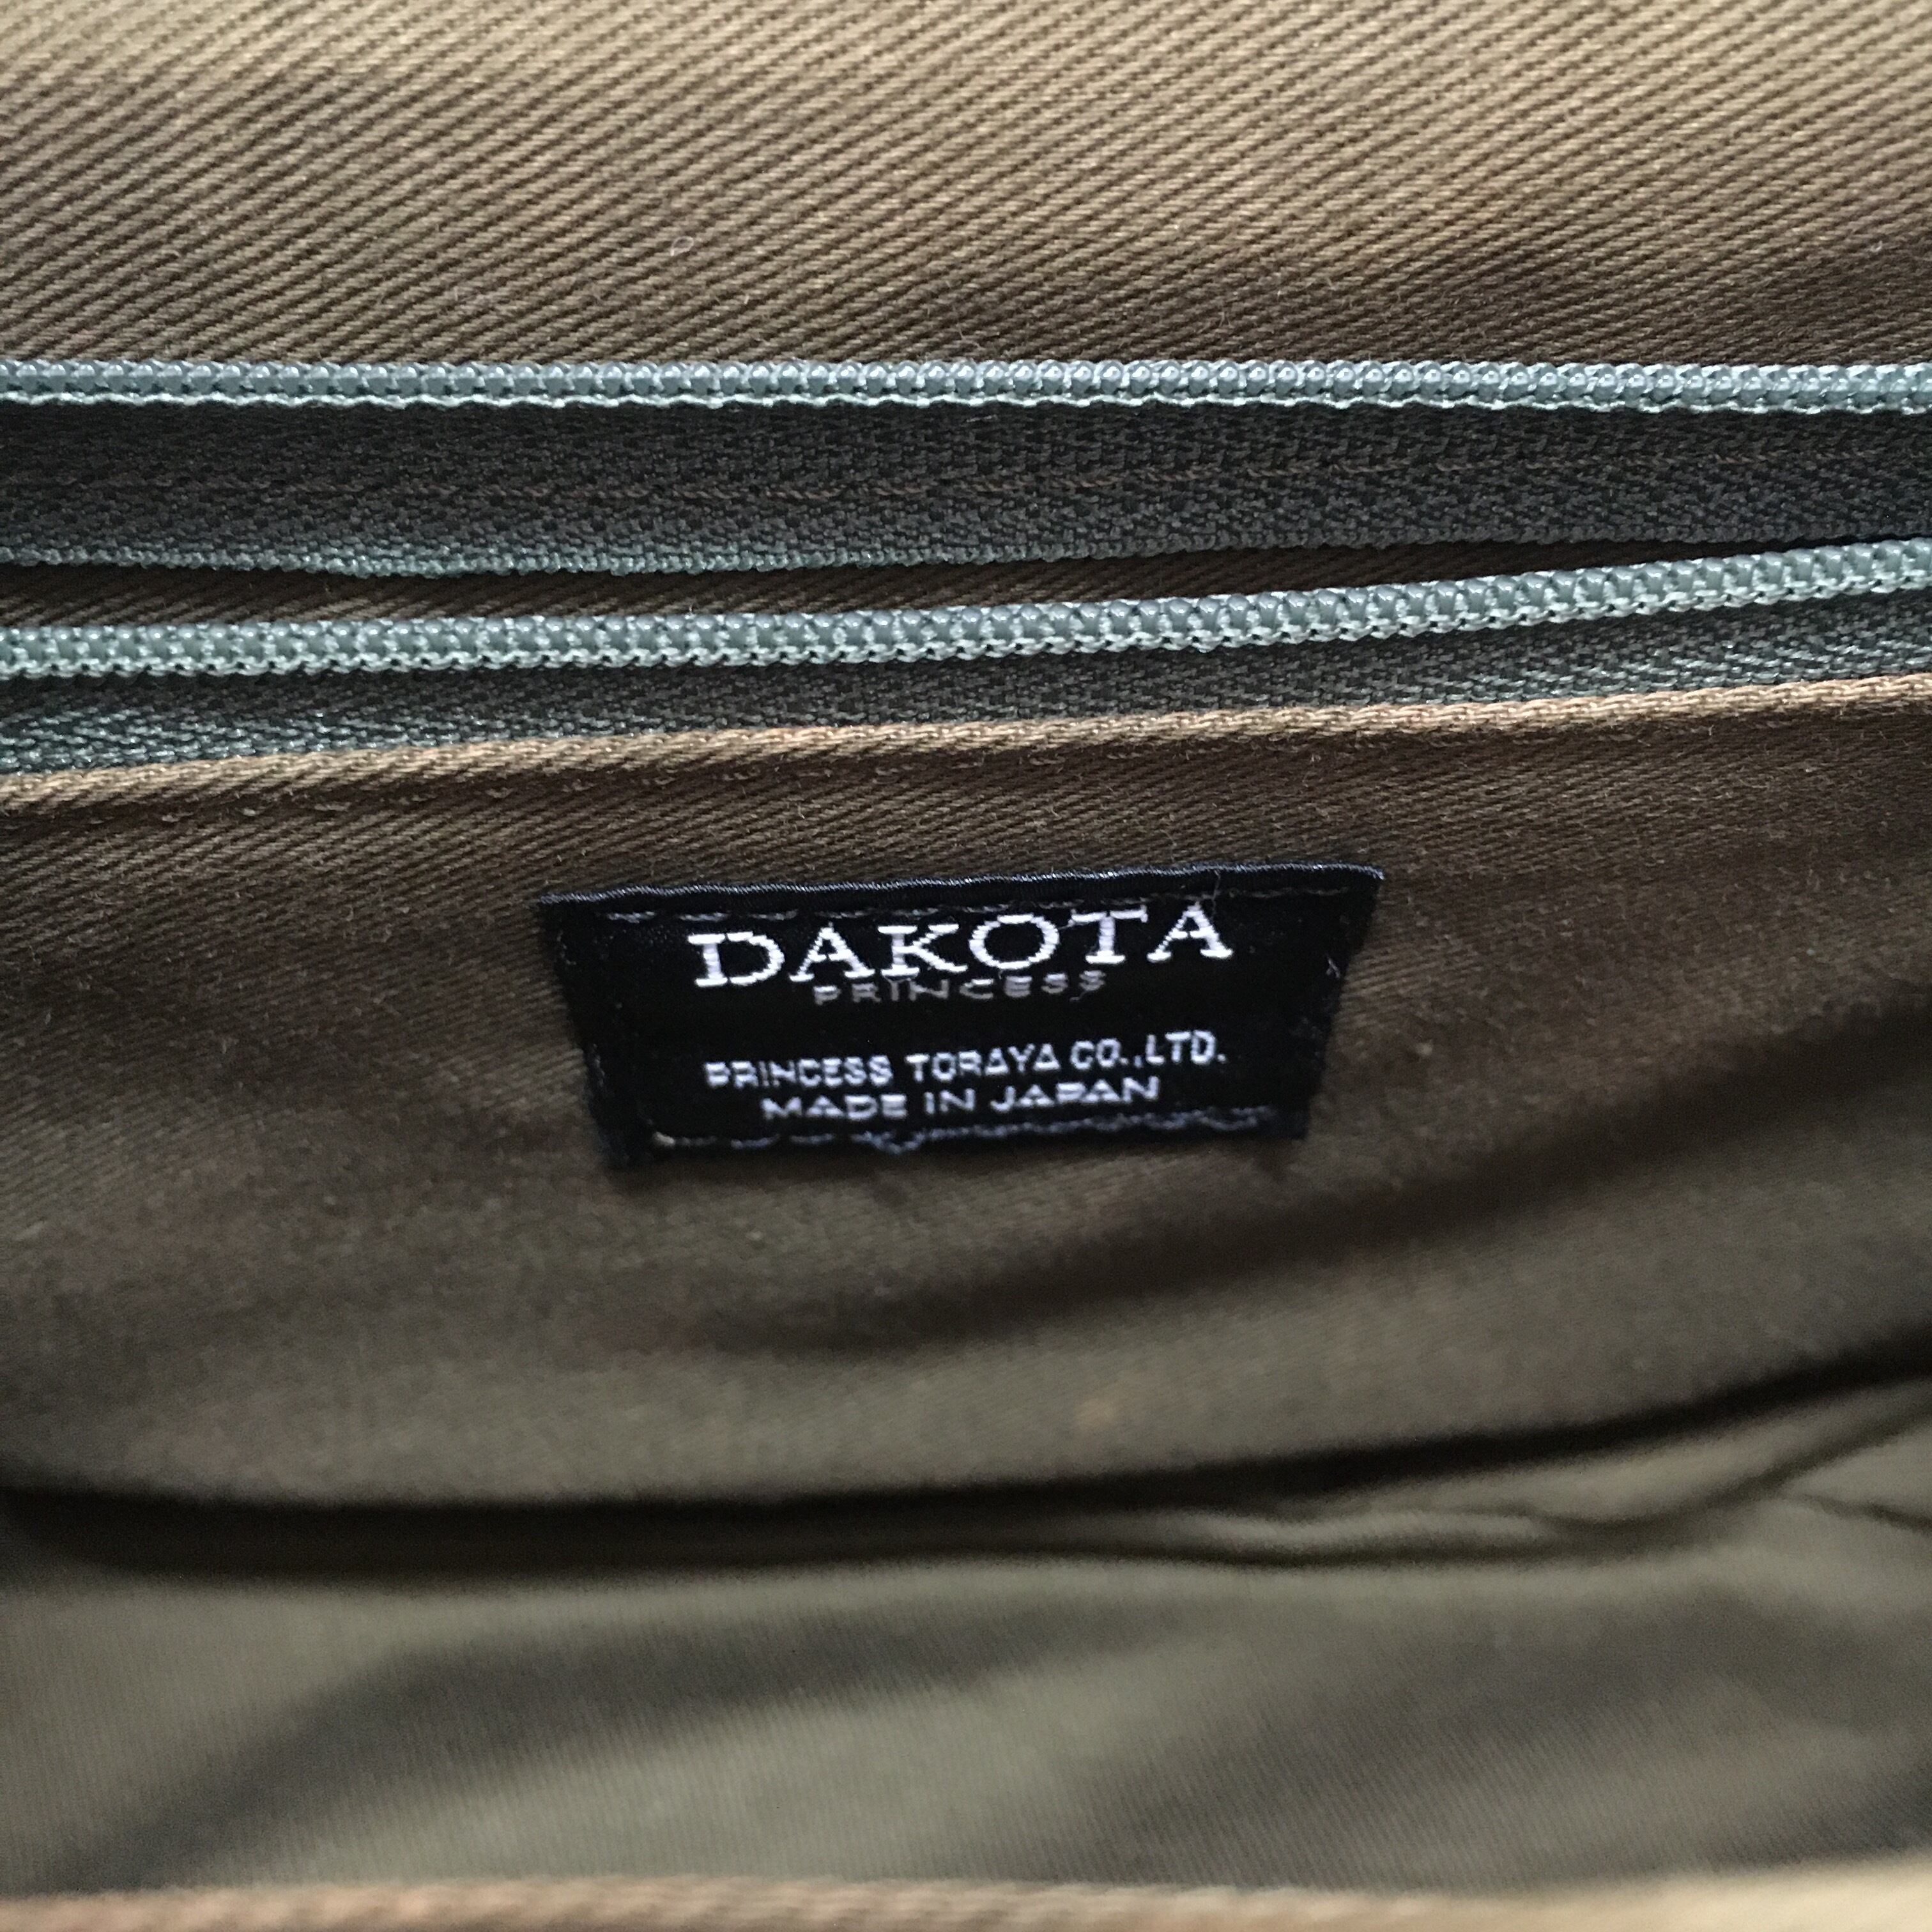 DAKOTA
PRINCESS
PRINCESS TORAYA CO.,LTD.
MADE IN JAPAN